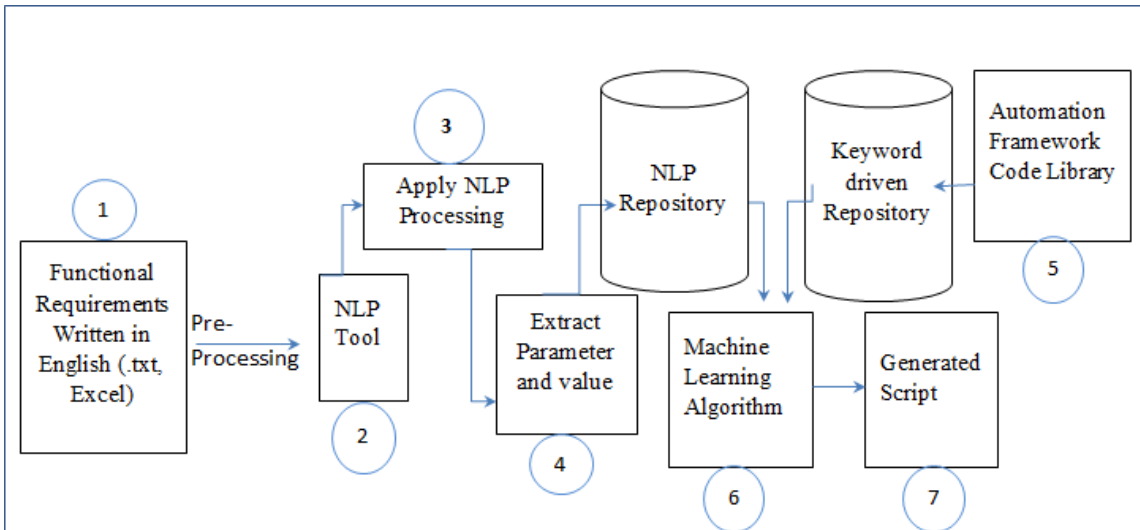 1
Functional
Requirements
Written in
English (.txt,
Excel)
Pre-
Processing
NLP
Tool
2
3
Apply NLP
Processing
Extract
Parameter
and value
4
NLP
Repository
Keyword
driven
Repository
Automation
Framework
Code Library
5
Machine
Learning
Algorithm
6
Generated
Script
7